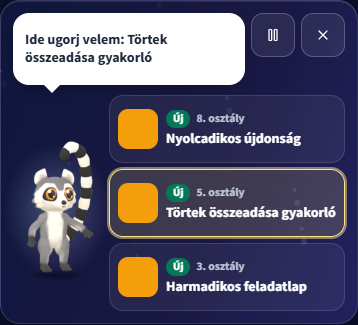 Ide ugorj velem: Törtek
összeadása gyakorló
Új 8. osztály
Nyolcadikos újdonság
Új 5. osztály
Törtek összeadása gyakorló
Új 3. osztály
Harmadikos feladatlap